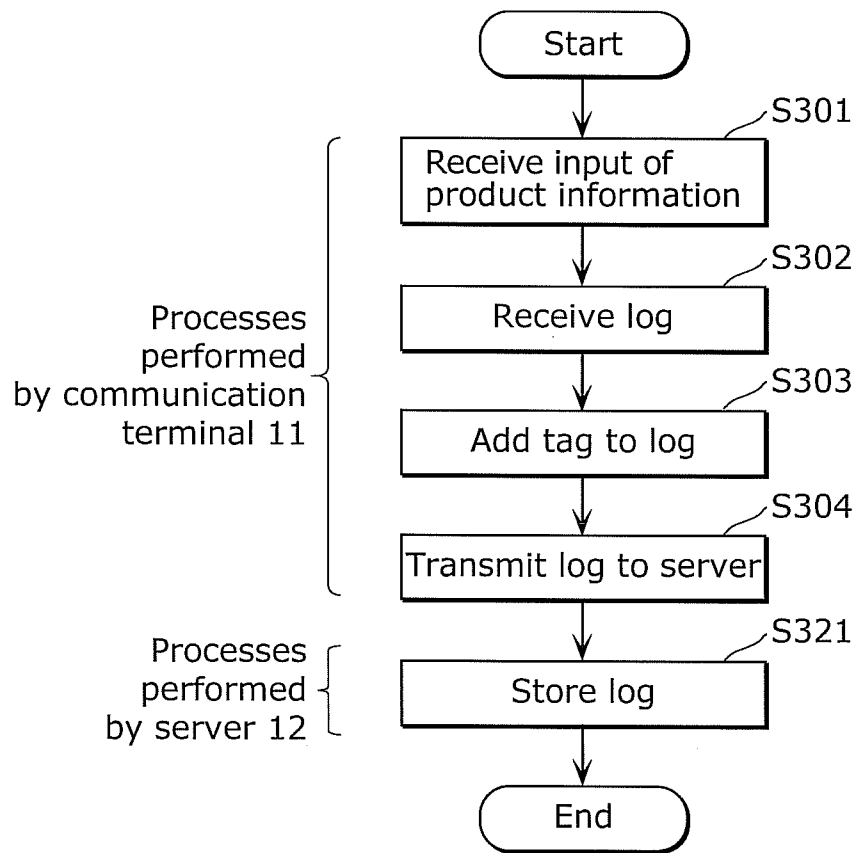 Start
S301
Receive input of
product information
S302
Receive log
Processes
performed
by communication
terminal 11
S303
Add tag to log
S304
Transmit log to server
S321
Processes
performed
by server 12
Store log
End